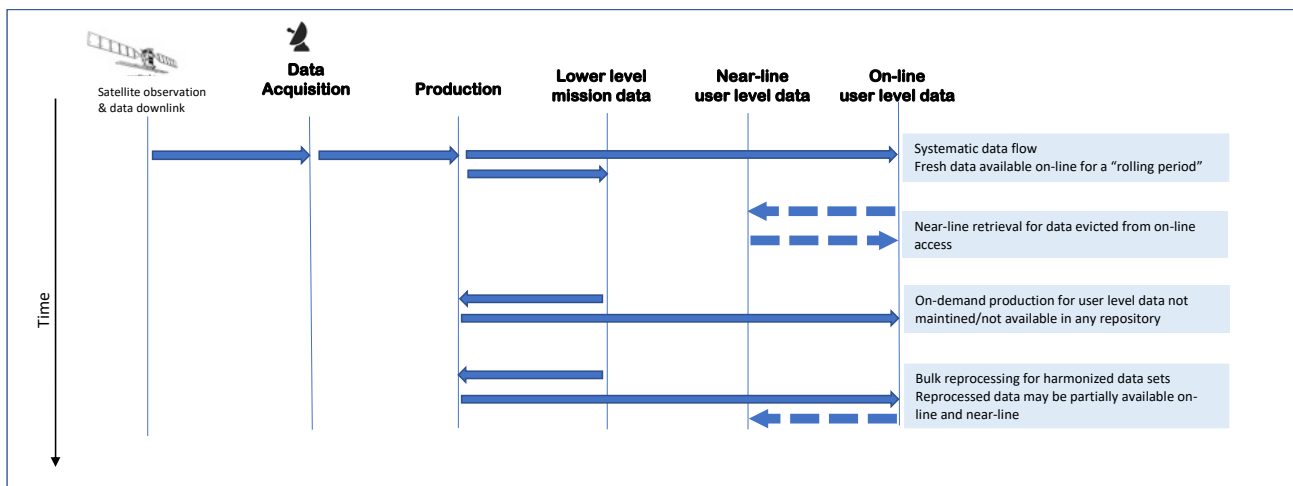 Data
Acquisition
Production
Lower level
mission data
Near-line
user level data
On-line
user level data
Satellite observation
& data downlink
Time
Systematic data flow
Fresh data available on-line for a “rolling period”
Near-line retrieval for data evicted from on-line
access
On-demand production for user level data not
maintined/not available in any repository
Bulk reprocessing for harmonized data sets
Reprocessed data may be partially available on-
line and near-line